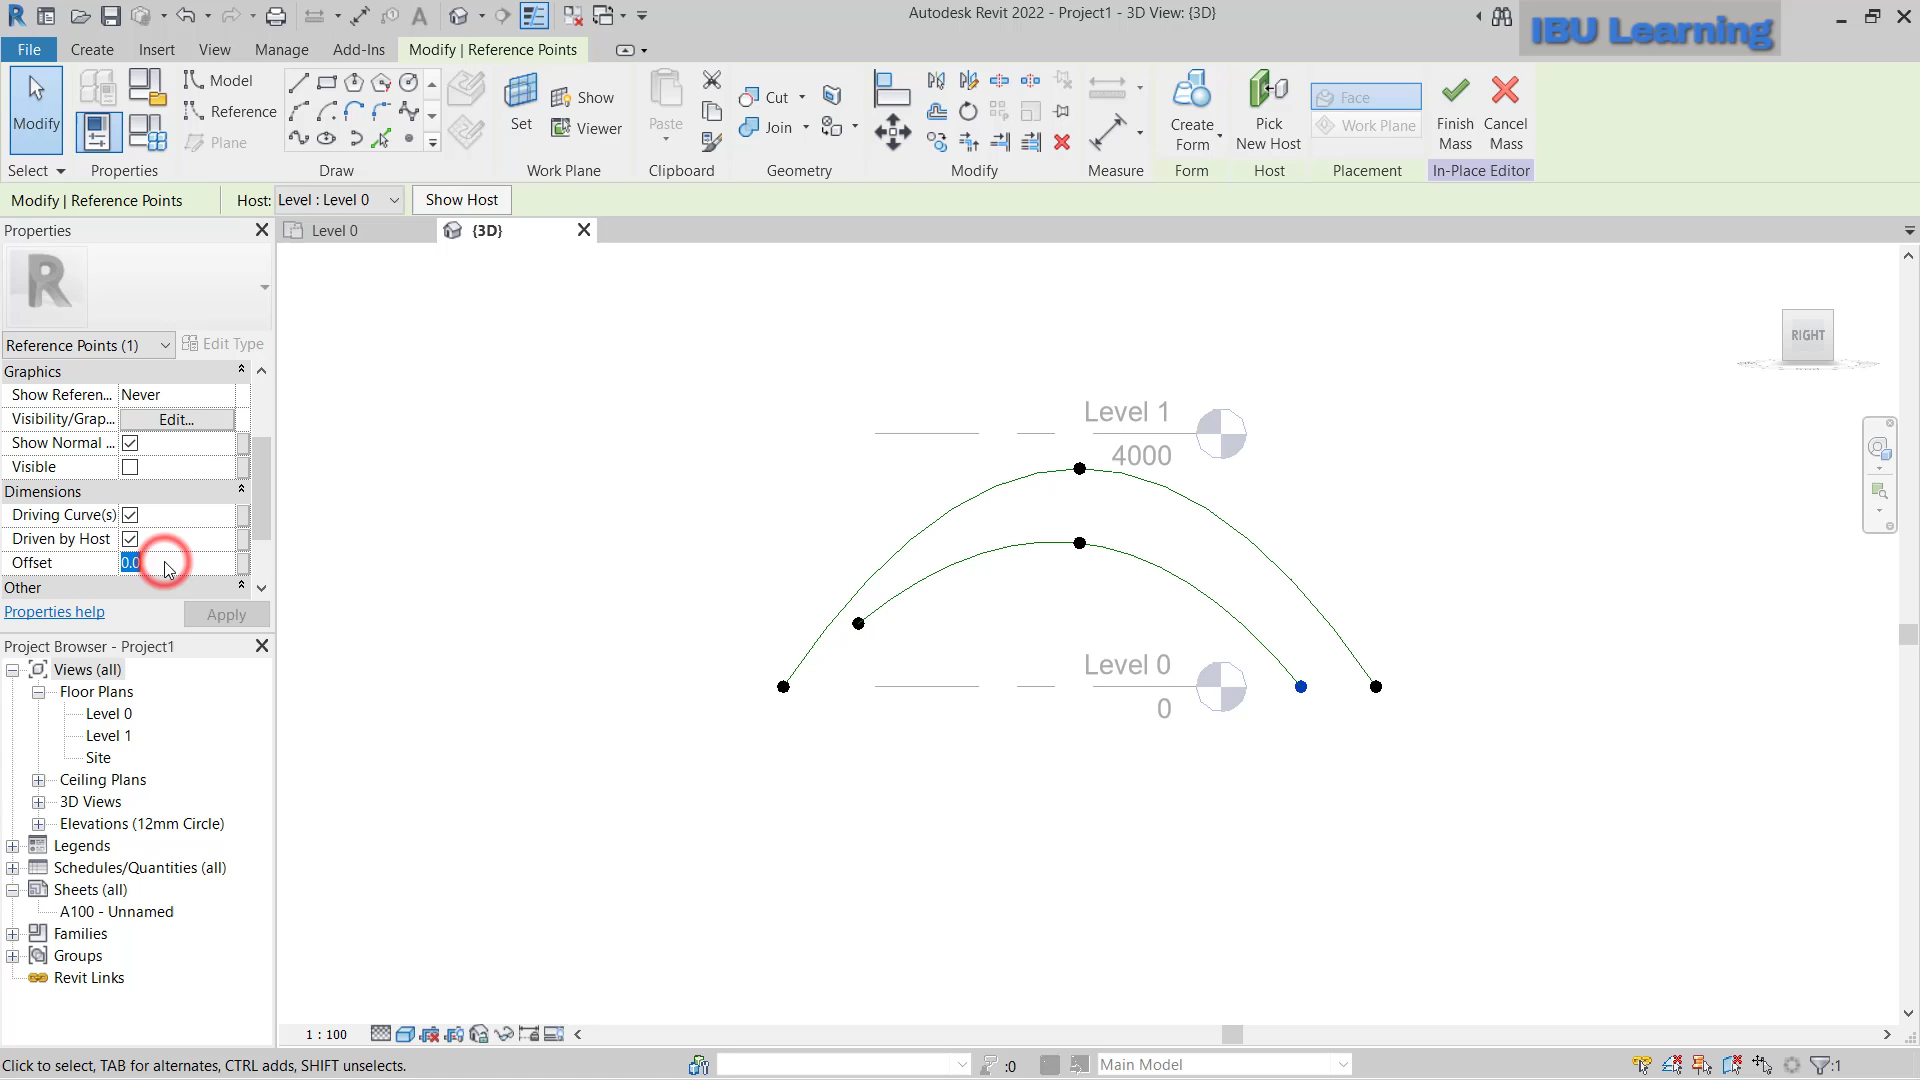 Autodesk Revit 2022 - Project1 - 3D View: {3D}
IBU Learning
File Create Insert View Manage Add-Ins Modify | Reference Points
Modify
Model
Reference
Plane
Set
Show
Viewer
Paste
Cut
Join
Create
Form
Pick
New Host
Face
Work Plane
Finish
Mass
Cancel
Mass
Select Properties Draw Work Plane Clipboard Geometry Modify Measure Form Host Placement In-Place Editor
Modify | Reference Points Host: Level : Level 0 Show Host
Properties
Level 0 {3D}
R
Reference Points (1) Edit Type
Graphics
Show Referen... Never
Visibility/Grap... Edit...
Show Normal ...
Visible
Dimensions
Driving Curve(s)
Driven by Host
Offset 0.0
Other
Properties help Apply
Project Browser - Project1
Views (all)
Floor Plans
Level 0
Level 1
Site
Ceiling Plans
3D Views
Elevations (12mm Circle)
Legends
Schedules/Quantities (all)
Sheets (all)
A100 - Unnamed
Families
Groups
Revit Links
RIGHT
Level 1
4000
Level 0
0
1 : 100
Click to select, TAB for alternates, CTRL adds, SHIFT unselects.
:0
Main Model
:1